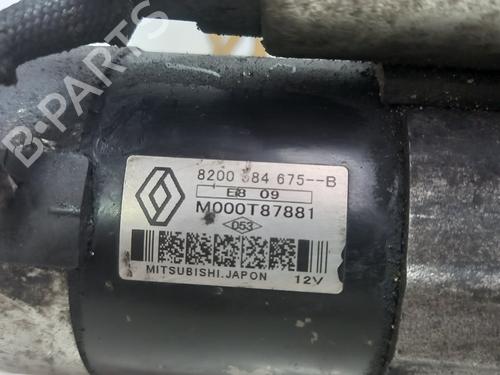 B-PARTS
8200 584 675--B
E8 09
M000T87881
D53
MITSUBISHI.JAPON
12V